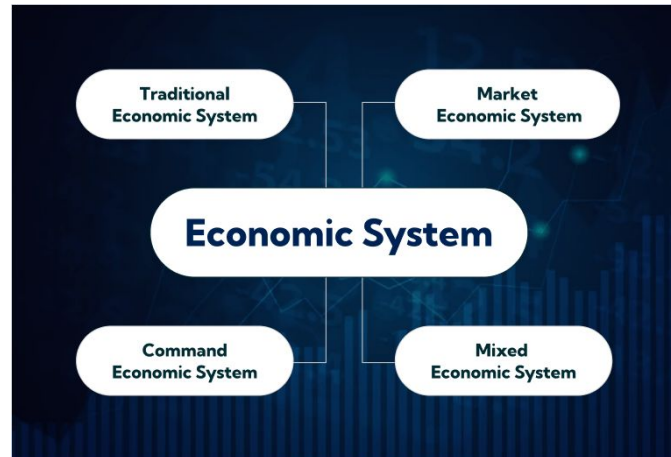 Traditional
Economic System
Market
Economic System
Economic System
Command
Economic System
Mixed
Economic System